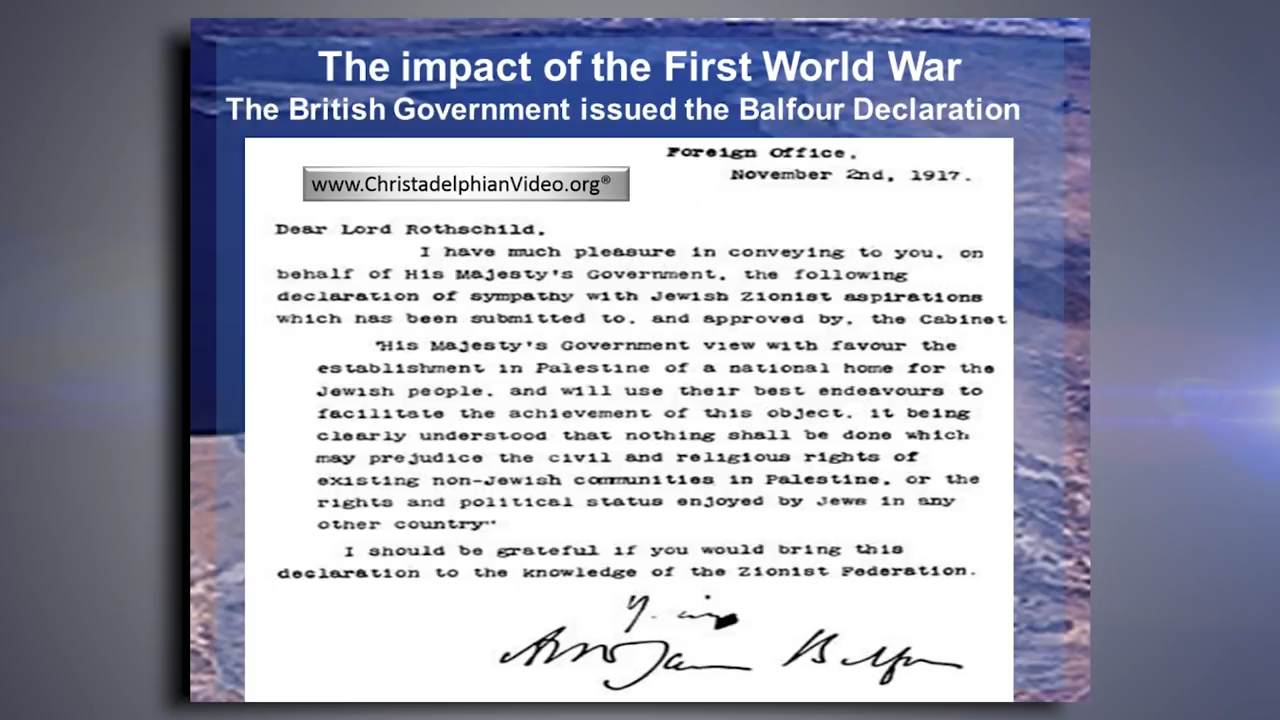 The impact of the First World War
The British Government issued the Balfour Declaration
Foreign Office,
November 2nd, 1917.
www.ChristadelphianVideo.org®
Dear Lord Rothschild,
I have much pleasure in conveying to you, on
behalf of His Majesty's Government, the following
declaration of sympathy with Jewish Zionist aspirations
which has been submitted to, and approved by, the Cabinet
"His Majesty's Government view with favour the
establishment in Palestine of a national home for the
Jewish people, and will use their best endeavours to
facilitate the achievement of this object, it being
clearly understood that nothing shall be done which
may prejudice the civil and religious rights of
existing non-Jewish communities in Palestine, or the
rights and political status enjoyed by Jews in any
other country"
I should be grateful if you would bring this
declaration to the knowledge of the Zionist Federation.
Balfour